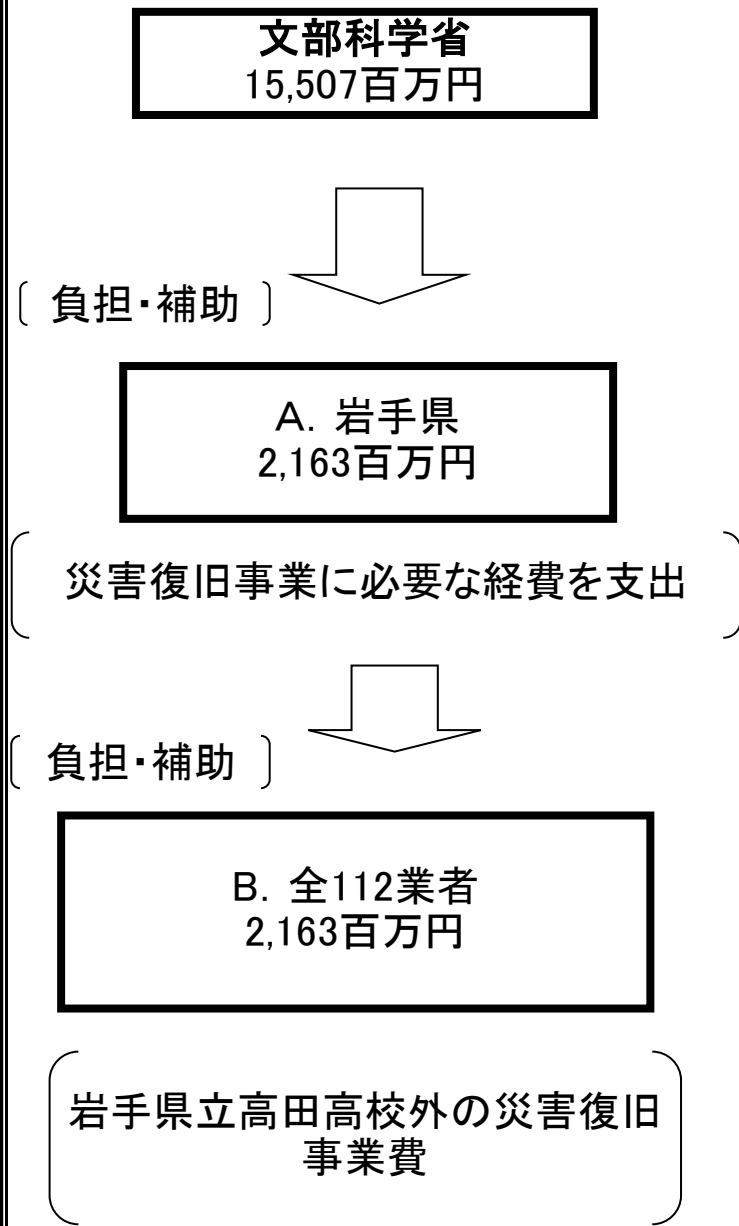 文部科学省
15,507百万円
〔 負担・補助 〕
A. 岩手県
2,163百万円
災害復旧事業に必要な経費を支出
〔 負担・補助 〕
B. 全112業者
2,163百万円
岩手県立高田高校外の災害復旧
事業費